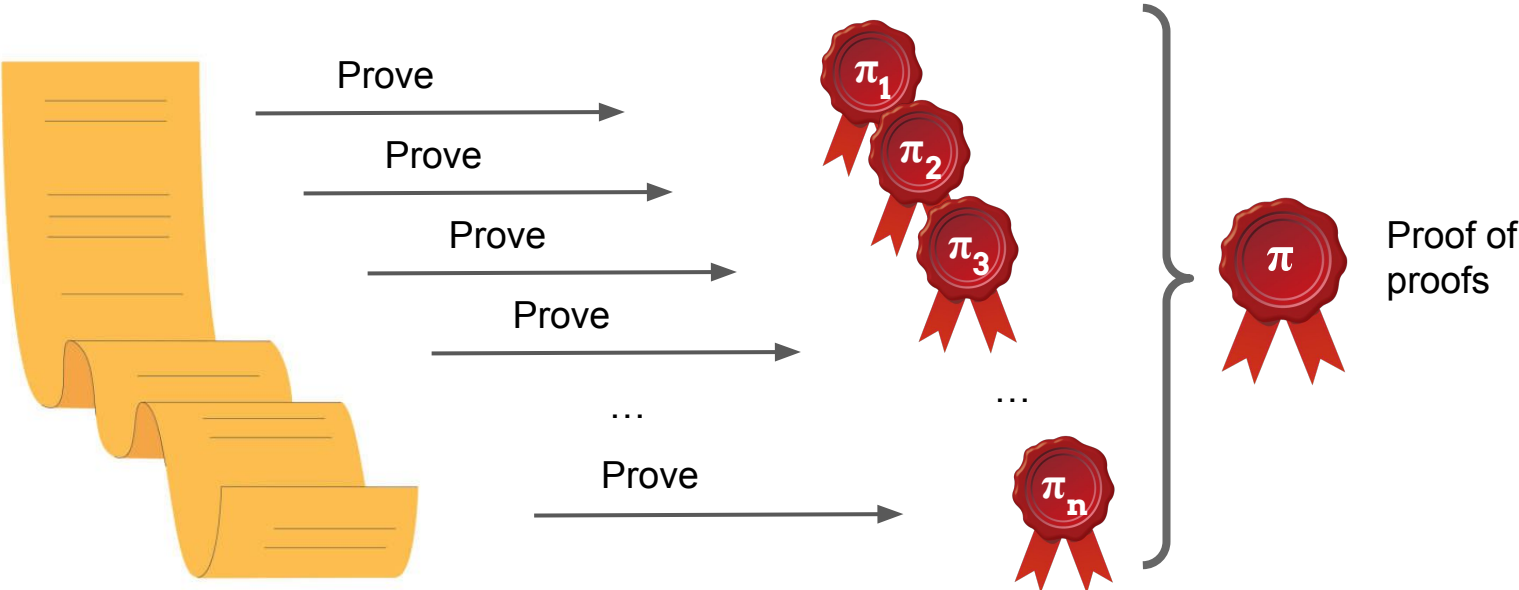 Prove
π1
Prove
π2
Prove
π3
Prove
...
...
Prove
πn
π
Proof of
proofs